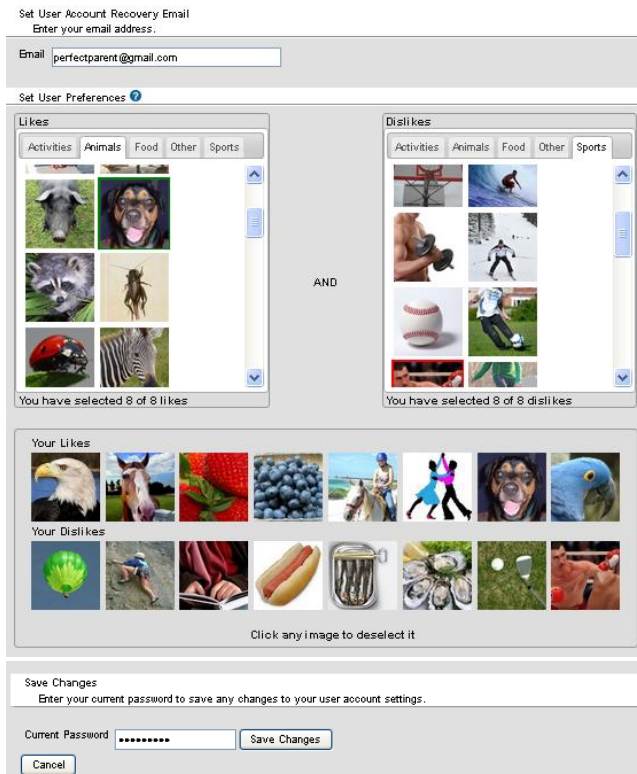 Set User Account Recovery Email
Enter your email address.
Email perfectparent@gmail.com
Set User Preferences ?
Likes
Activities Animals Food Other Sports
You have selected 8 of 8 likes
AND
Dislikes
Activities Animals Food Other Sports
You have selected 8 of 8 dislikes
Your Likes
Your Dislikes
Click any image to deselect it
Save Changes
Enter your current password to save any changes to your user account settings.
Current Password ••••••••• Save Changes
Cancel